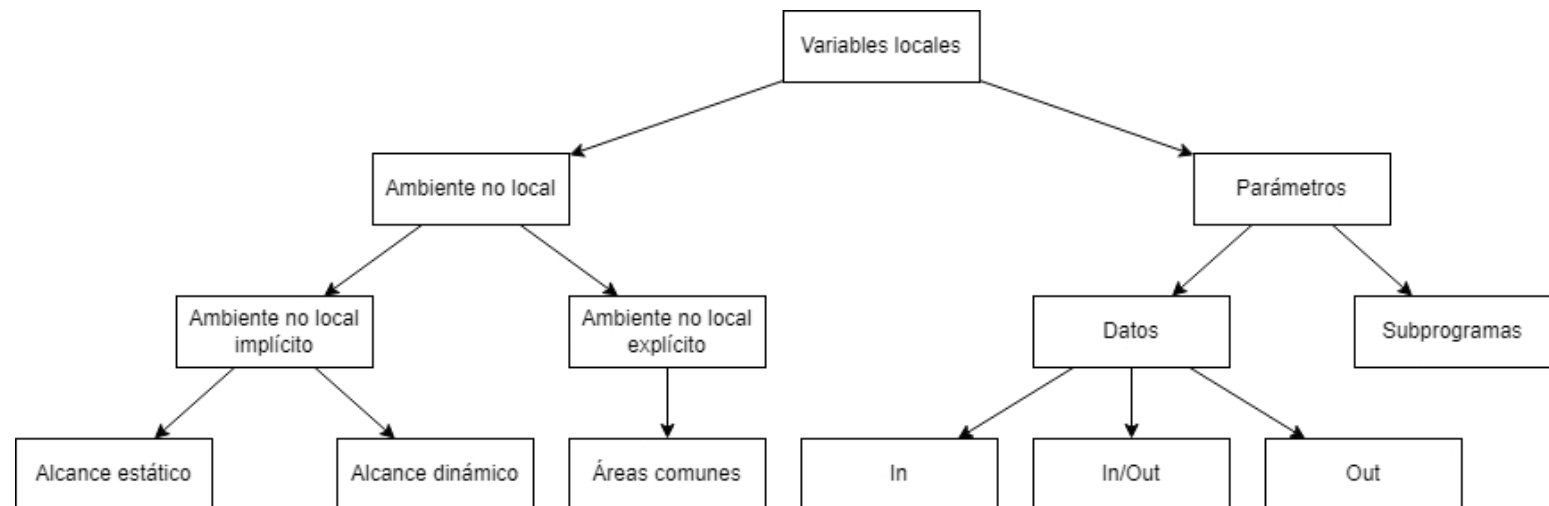 Variables locales
Ambiente no local
Parámetros
Ambiente no local
implícito
Ambiente no local
explícito
Datos
Subprogramas
Alcance estático
Alcance dinámico
Áreas comunes
In
In/Out
Out